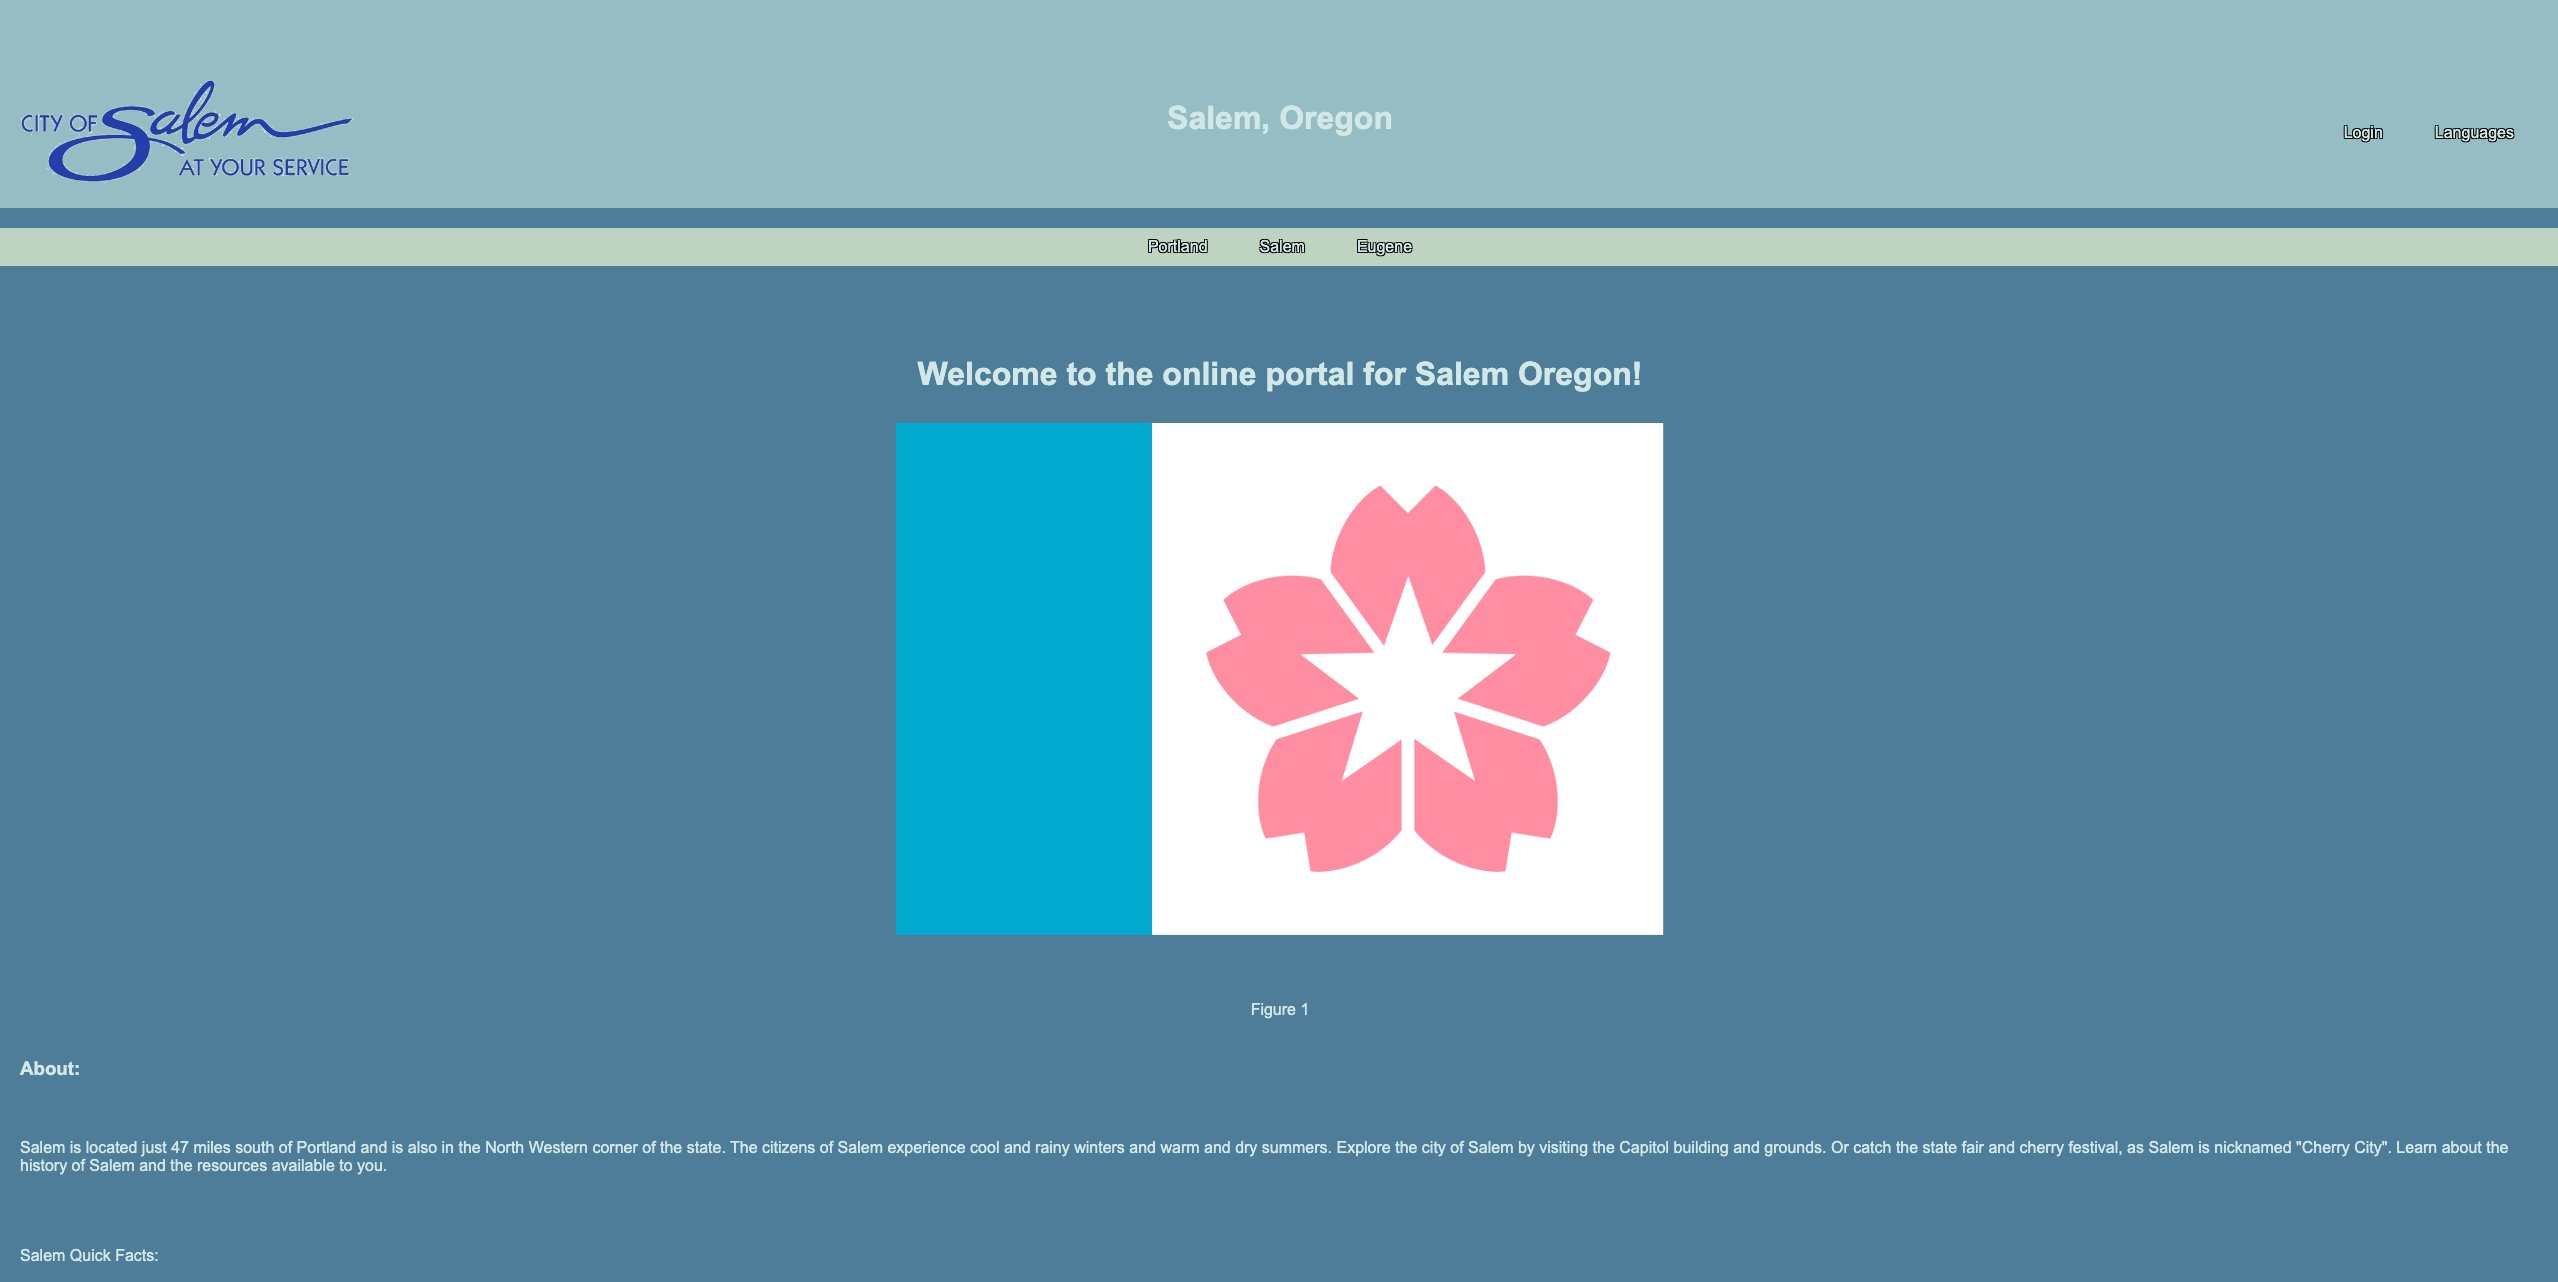 CITY OF Salem
AT YOUR SERVICE
Salem, Oregon
Login Languages
Portland Salem Eugene
Welcome to the online portal for Salem Oregon!
Figure 1
About:
Salem is located just 47 miles south of Portland and is also in the North Western corner of the state. The citizens of Salem experience cool and rainy winters and warm and dry summers. Explore the city of Salem by visiting the Capitol building and grounds. Or catch the state fair and cherry festival, as Salem is nicknamed "Cherry City". Learn about the
history of Salem and the resources available to you.
Salem Quick Facts: